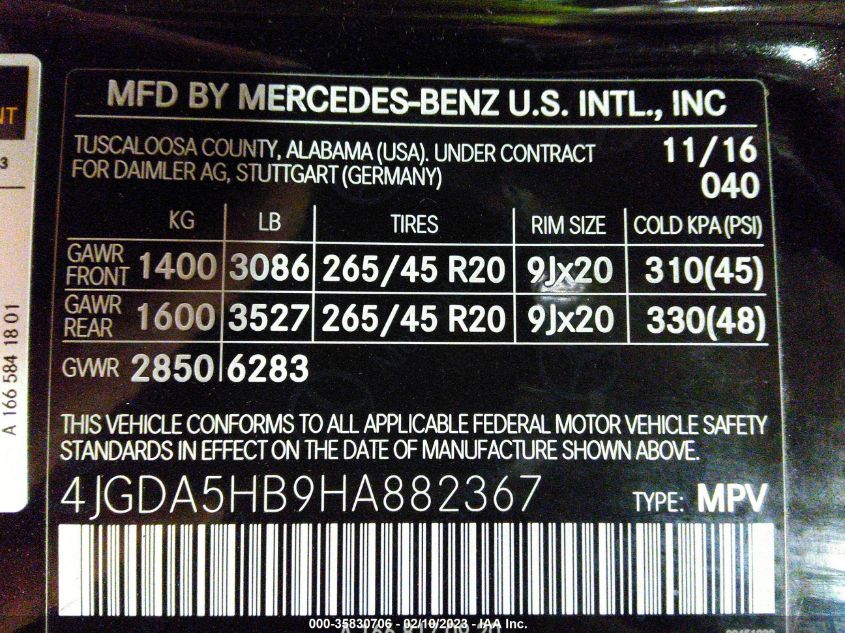 MFD BY MERCEDES-BENZ U.S. INTL., INC
TUSCALOOSA COUNTY, ALABAMA (USA). UNDER CONTRACT 11/16
FOR DAIMLER AG, STUTTGART (GERMANY) 040
KG LB TIRES RIM SIZE COLD KPA (PSI)
GAWR FRONT 1400 3086 265/45 R20 9Jx20 310(45)
GAWR REAR 1600 3527 265/45 R20 9Jx20 330(48)
GVWR 2850 6283
THIS VEHICLE CONFORMS TO ALL APPLICABLE FEDERAL MOTOR VEHICLE SAFETY
STANDARDS IN EFFECT ON THE DATE OF MANUFACTURE SHOWN ABOVE.
4JGDA5HB9HA882367 TYPE: MPV
A 166 584 18 01
000-35830706 - 02/10/2023 - IAA Inc.